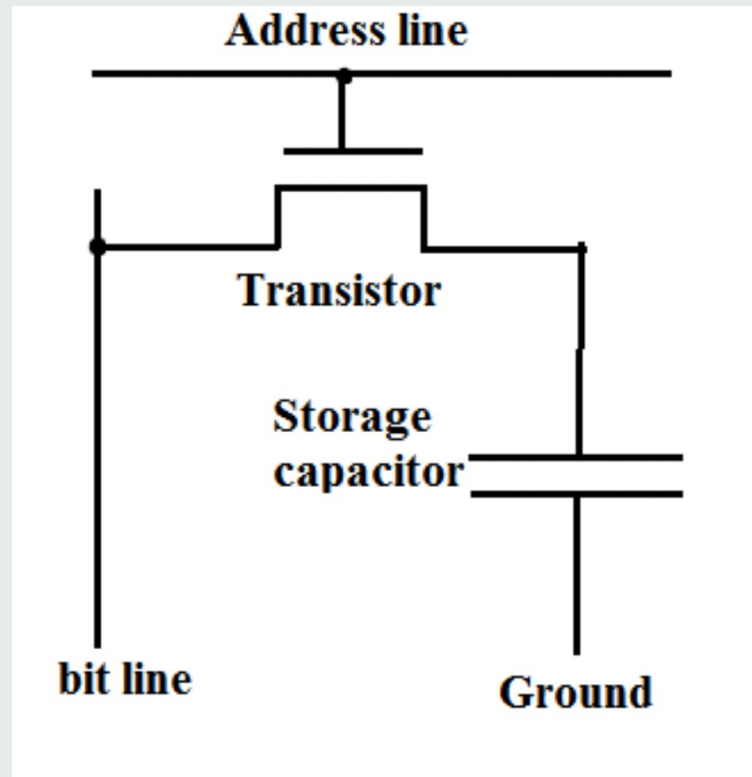 Address line
Transistor
Storage
capacitor
bit line
Ground